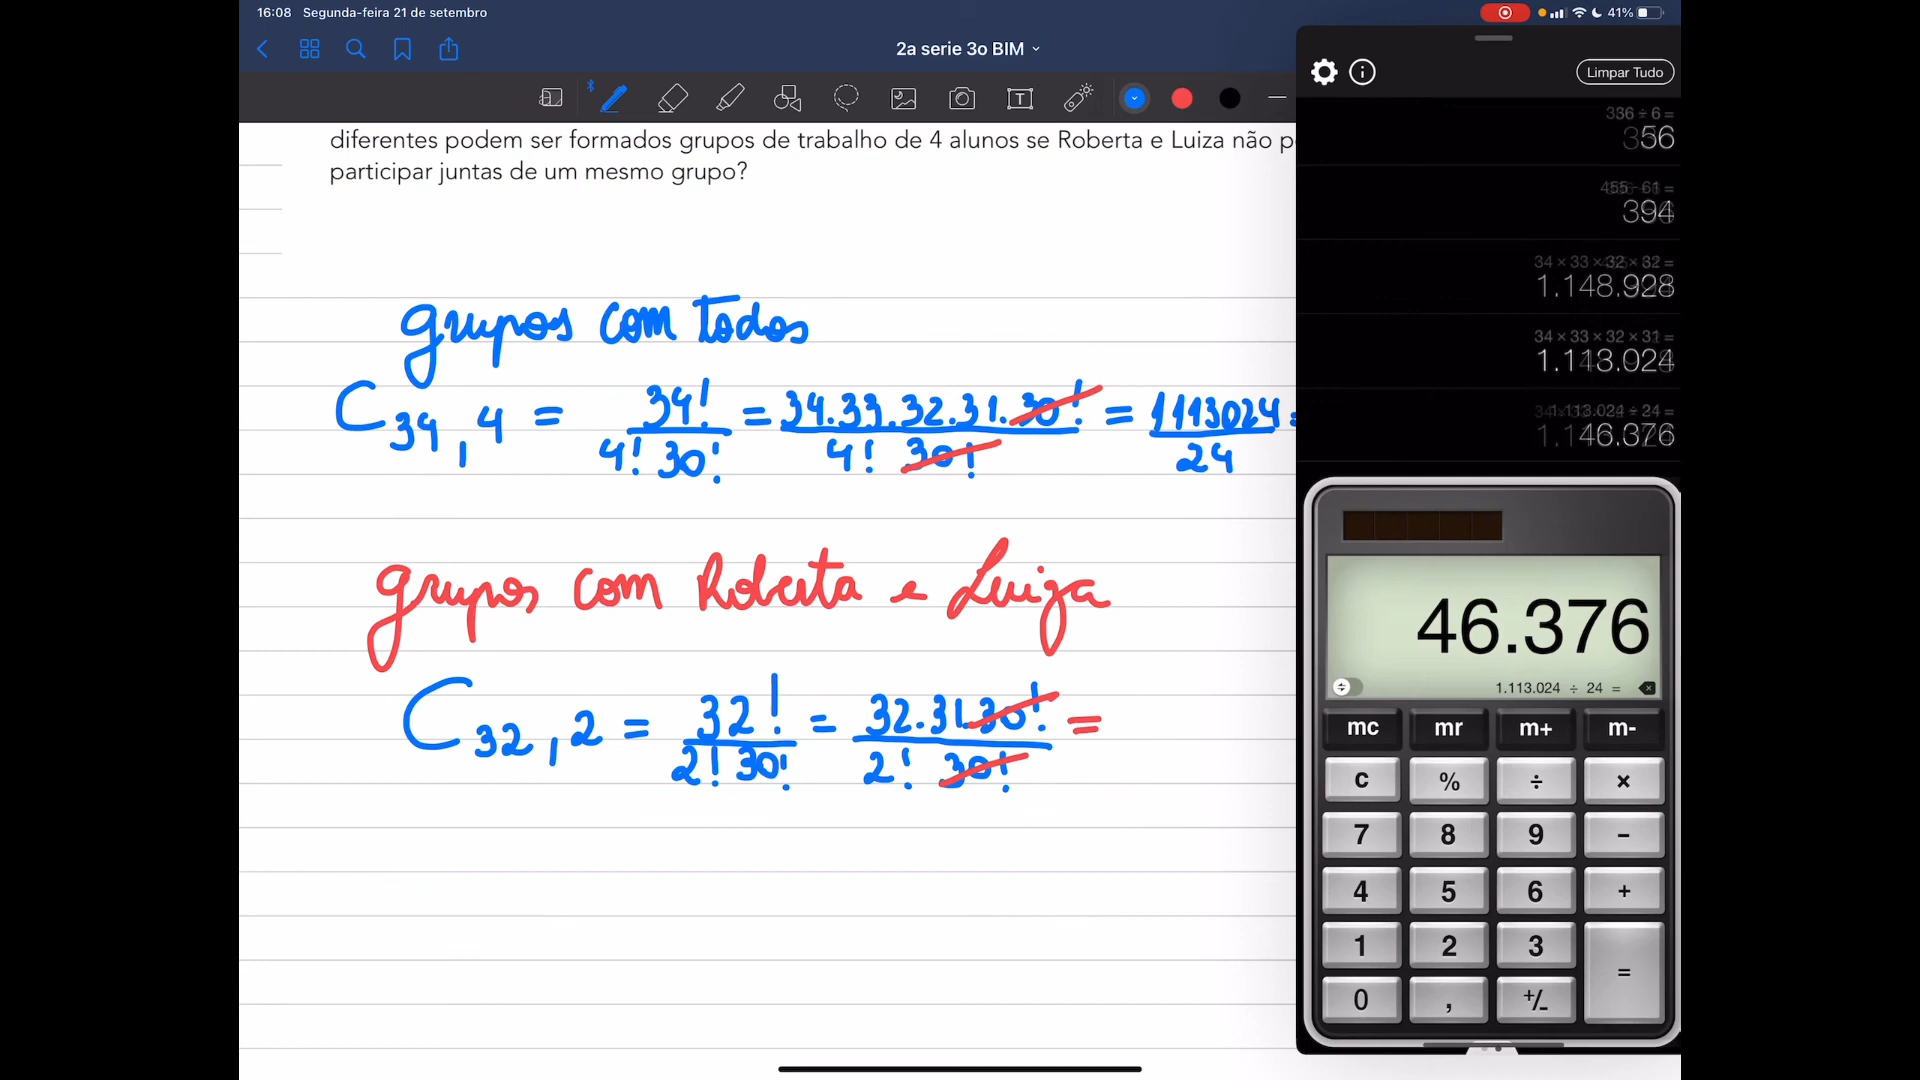 16:08 Segunda-feira 21 de setembro
41%
2a serie 3o BIM
Limpar Tudo
diferentes podem ser formados grupos de trabalho de 4 alunos se Roberta e Luiza não p
participar juntas de um mesmo grupo?
grupos com todos
C34,4 = 34!/4! 30! = 34.33.32.31.30!/4! 30! = 1113024/24 =
grupos com Roberta e Luiza
C32,2 = 32!/2! 30! = 32.31.30!/2! 30! =
336 ÷ 6 =
56
455 - 61 =
394
34 × 33 × 32 × 32 =
1.148.928
34 × 33 × 32 × 31 =
1.113.024
1.113.024 ÷ 24 =
46.376
46.376
1.113.024 ÷ 24 =
mc mr m+ m-
c % ÷ ×
7 8 9 −
4 5 6 +
1 2 3 =
0 , +/-